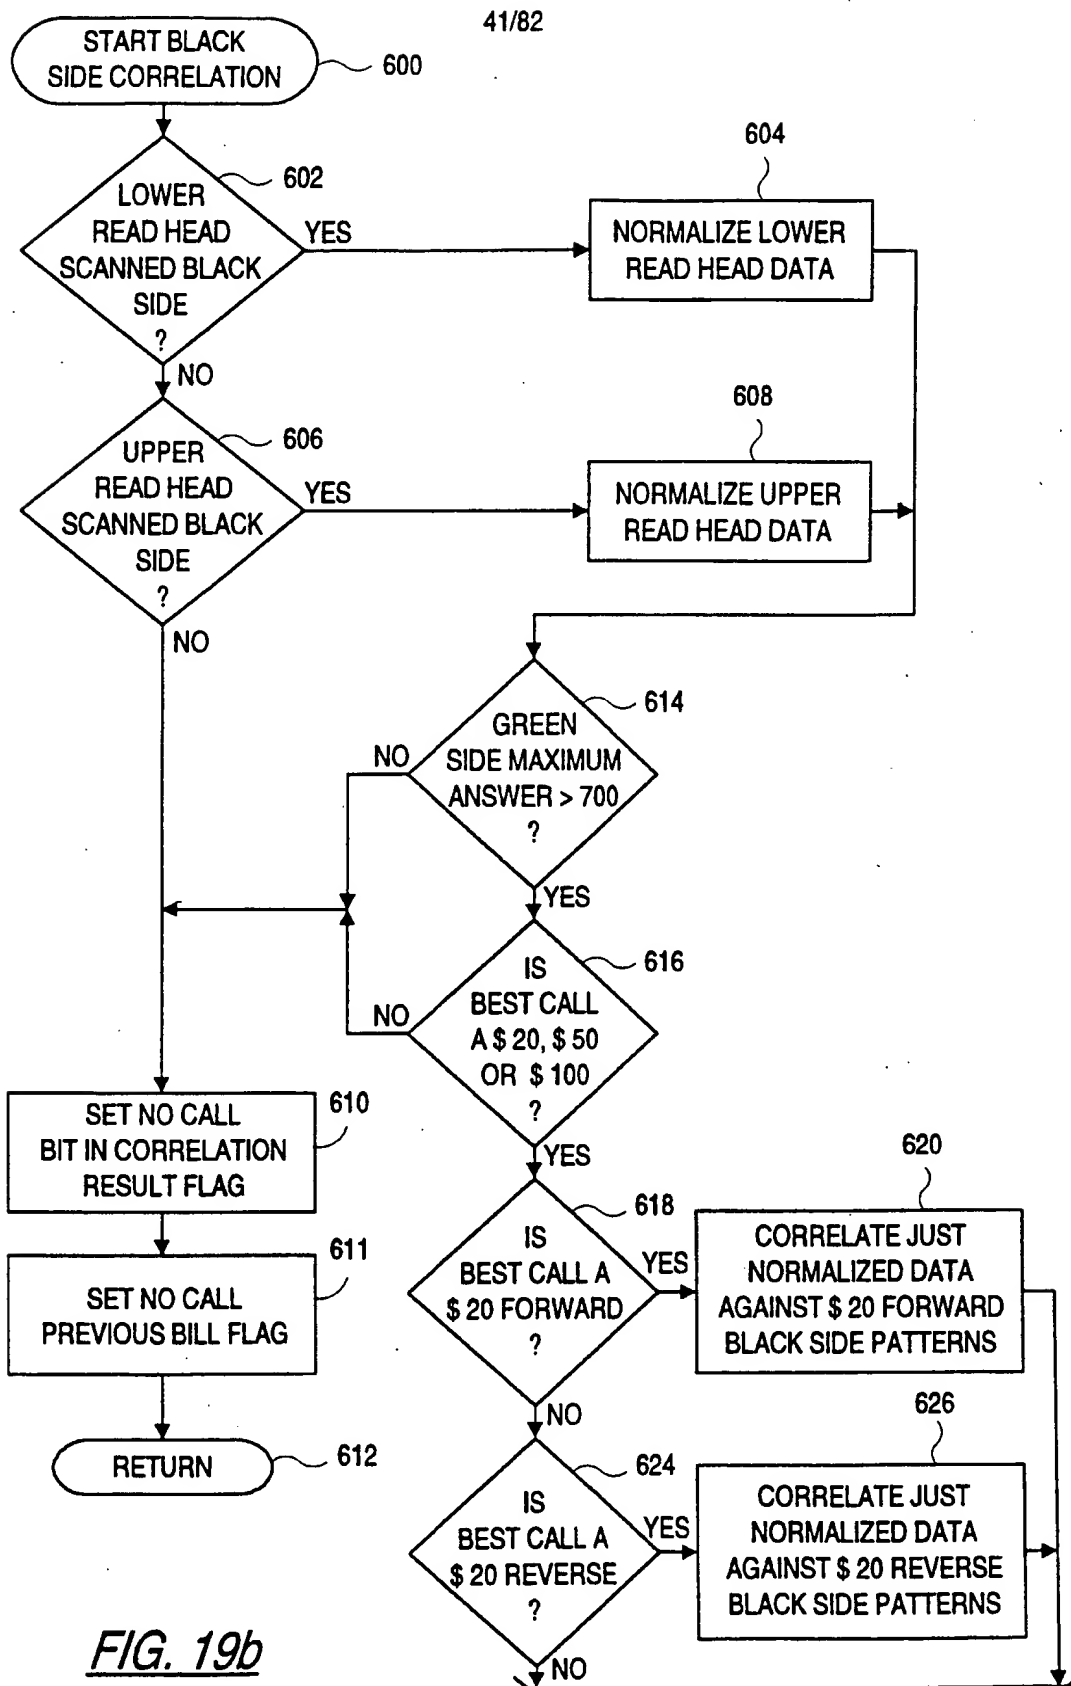 41/82
START BLACK
SIDE CORRELATION
600
LOWER
READ HEAD
SCANNED BLACK
SIDE
?
602
YES
NO
604
NORMALIZE LOWER
READ HEAD DATA
UPPER
READ HEAD
SCANNED BLACK
SIDE
?
606
YES
NO
608
NORMALIZE UPPER
READ HEAD DATA
GREEN
SIDE MAXIMUM
ANSWER > 700
?
614
NO
YES
IS
BEST CALL
A $ 20, $ 50
OR $ 100
?
616
NO
YES
SET NO CALL
BIT IN CORRELATION
RESULT FLAG
610
SET NO CALL
PREVIOUS BILL FLAG
611
RETURN
612
IS
BEST CALL A
$ 20 FORWARD
?
618
YES
NO
620
CORRELATE JUST
NORMALIZED DATA
AGAINST $ 20 FORWARD
BLACK SIDE PATTERNS
IS
BEST CALL A
$ 20 REVERSE
?
624
YES
NO
626
CORRELATE JUST
NORMALIZED DATA
AGAINST $ 20 REVERSE
BLACK SIDE PATTERNS
FIG. 19b